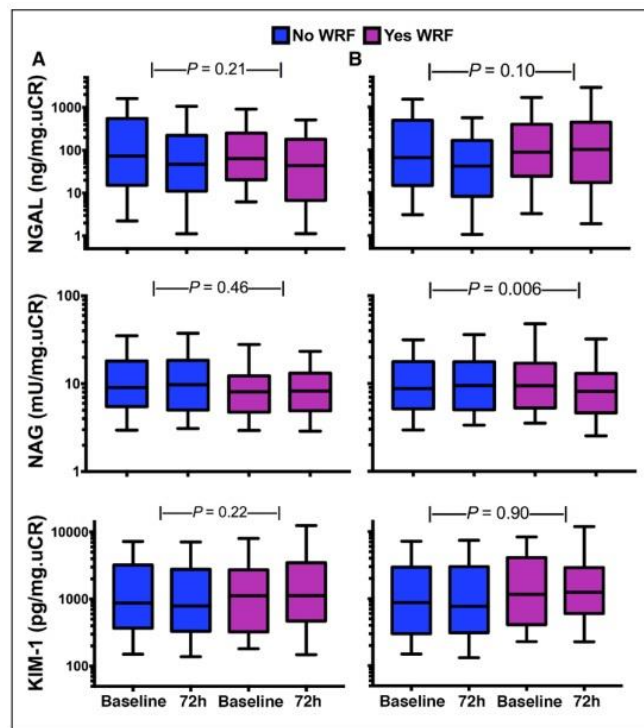 No WRF Yes WRF
A B
P = 0.21 P = 0.10
NGAL (ng/mg.uCR)
1000
100
10
1
P = 0.46 P = 0.006
NAG (mU/mg.uCR)
100
10
1
P = 0.22 P = 0.90
KIM-1 (pg/mg.uCR)
10000
1000
100
Baseline 72h Baseline 72h Baseline 72h Baseline 72h